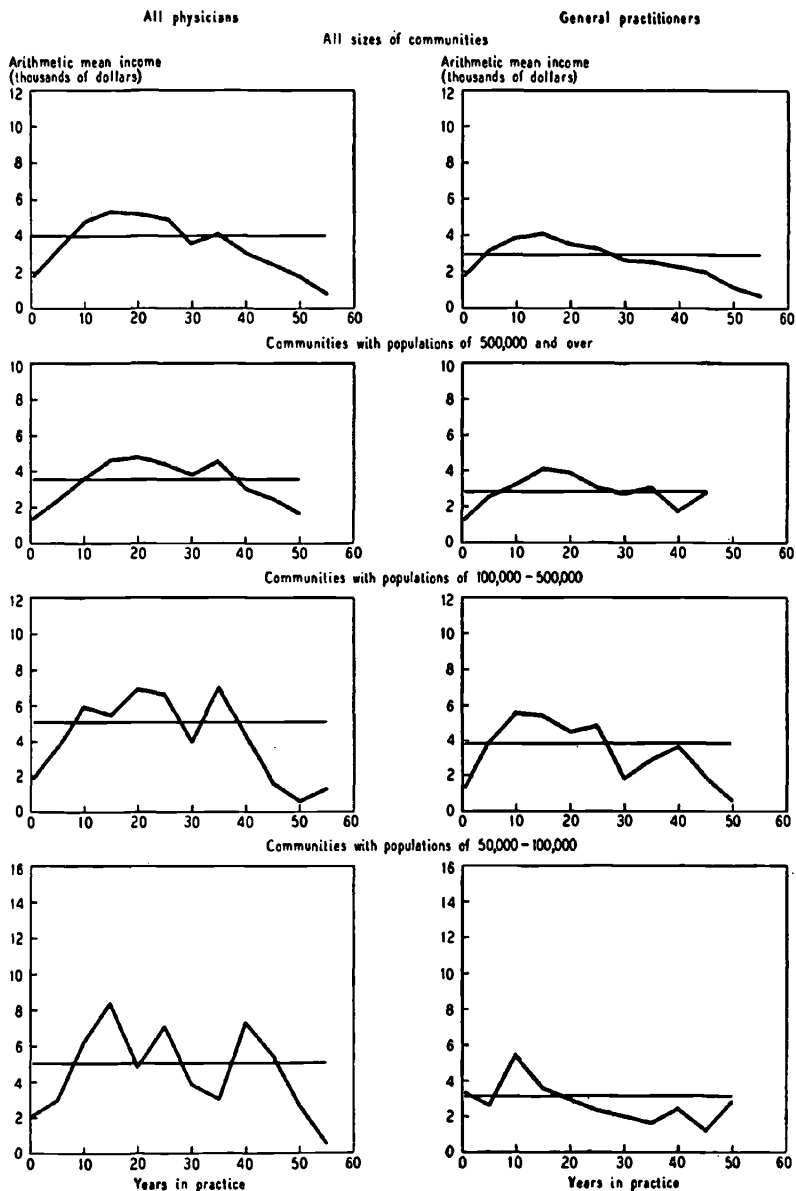 All physicians General practitioners
All sizes of communities
Arithmetic mean income Arithmetic mean income
(thousands of dollars) (thousands of dollars)
12 12
10 10
8 8
6 6
4 4
2 2
0 0
0 10 20 30 40 50 60 0 10 20 30 40 50 60
Communities with populations of 500,000 and over
10 10
8 8
6 6
4 4
2 2
0 0
0 10 20 30 40 50 60 0 10 20 30 40 50 60
Communities with populations of 100,000 - 500,000
12 12
10 10
8 8
6 6
4 4
2 2
0 0
0 10 20 30 40 50 60 0 10 20 30 40 50 60
Communities with populations of 50,000 - 100,000
16 16
14 14
12 12
10 10
8 8
6 6
4 4
2 2
0 0
0 10 20 30 40 50 60 0 10 20 30 40 50 60
Years in practice Years in practice